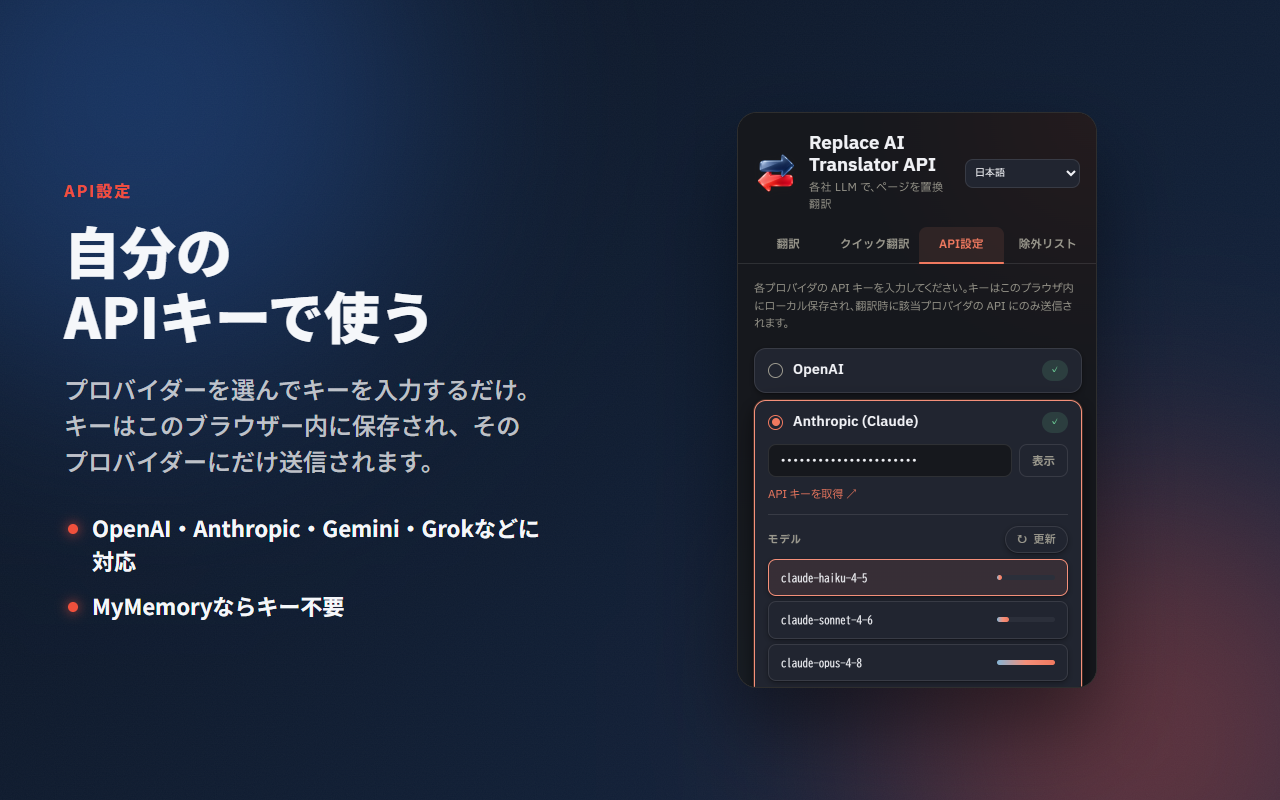 API設定
自分の
APIキーで使う
プロバイダーを選んでキーを入力するだけ。
キーはこのブラウザー内に保存され、その
プロバイダーにだけ送信されます。
OpenAI・Anthropic・Gemini・Grokなどに
対応
MyMemoryならキー不要
Replace AI
Translator API
各社 LLM で、ページを置換
翻訳
日本語
翻訳
クイック翻訳
API設定
除外リスト
各プロバイダの API キーを入力してください。キーはこのブラウザ内
にローカル保存され、翻訳時に該当プロバイダの API にのみ送信さ
れます。
OpenAI
✓
Anthropic (Claude)
✓
••••••••••••••••••••••
表示
API キーを取得 ↗
モデル
↻ 更新
claude-haiku-4-5
claude-sonnet-4-6
claude-opus-4-8